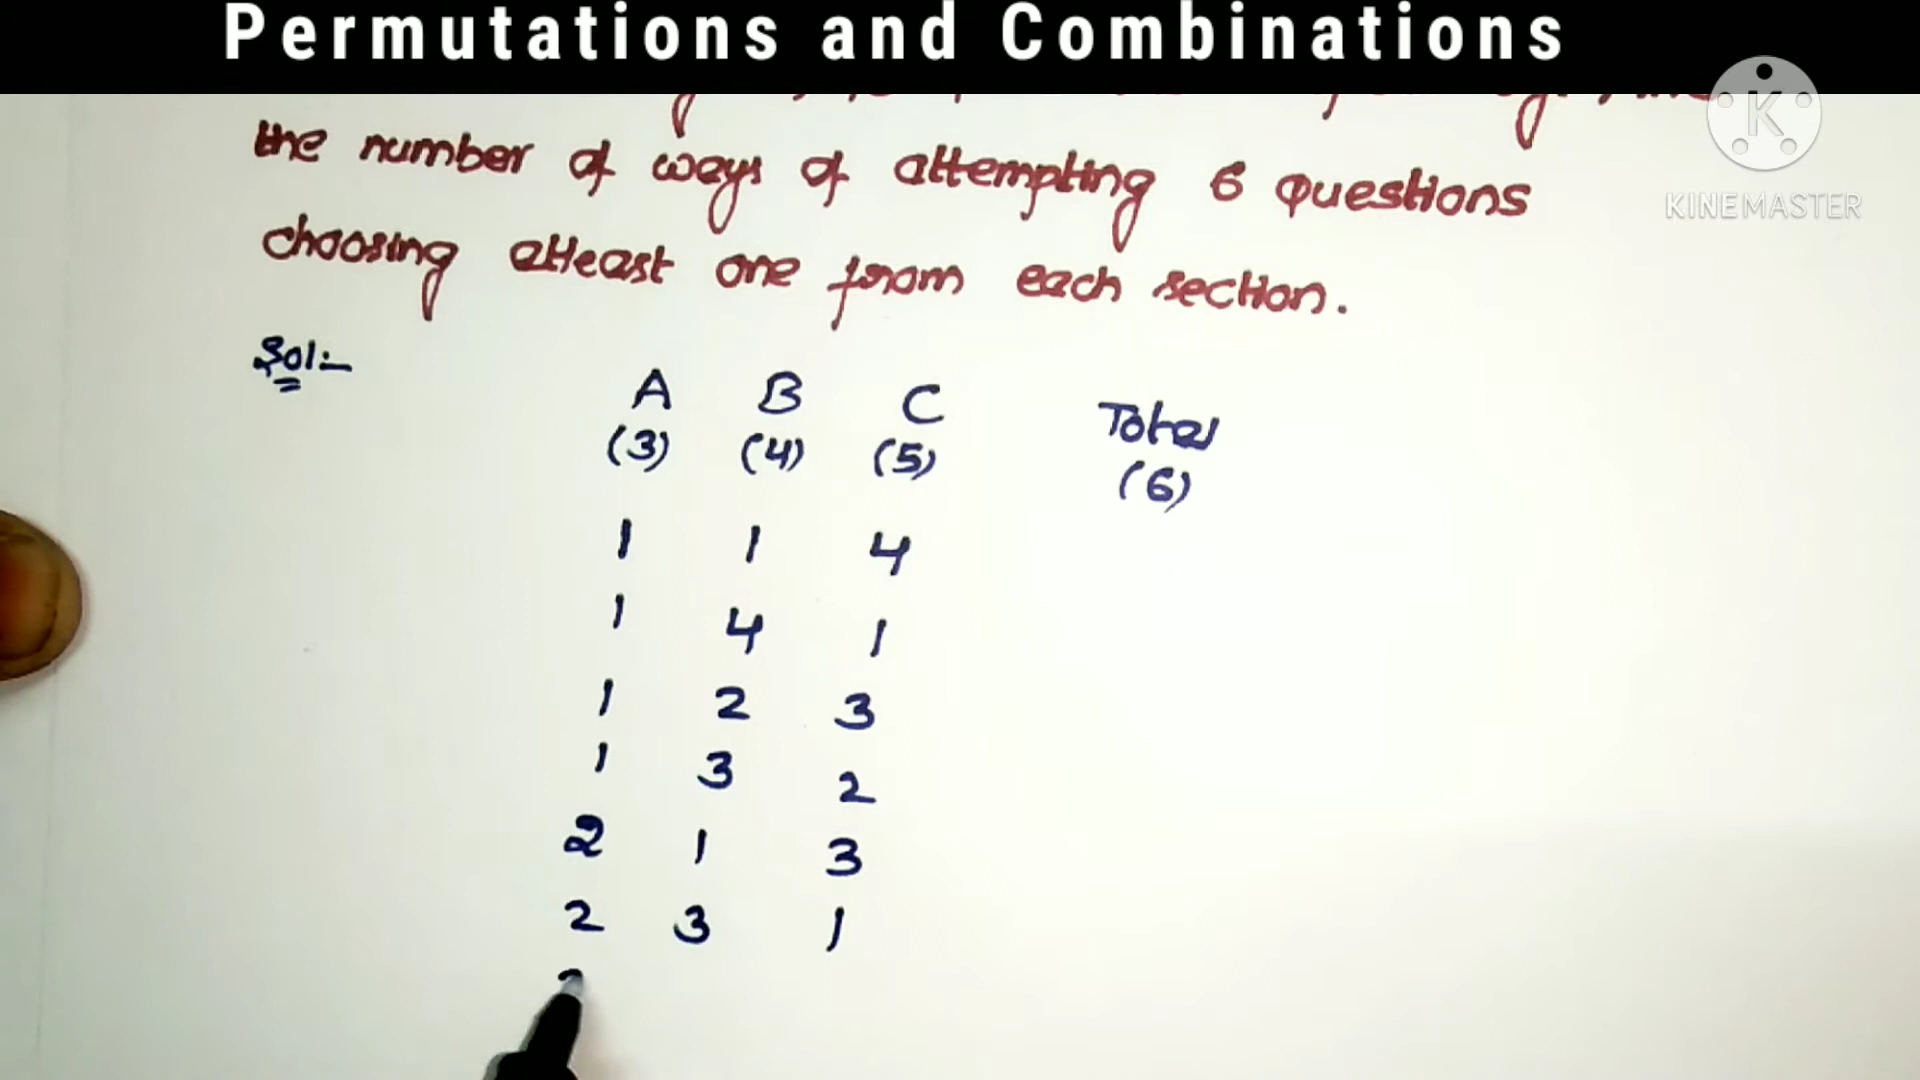 Permutations and Combinations
K
KINEMASTER
the number of ways of attempting 6 questions
choosing atleast one from each section.
Sol:-
A B C Total
(3) (4) (5) (6)
1 1 4
1 4 1
1 2 3
1 3 2
2 1 3
2 3 1